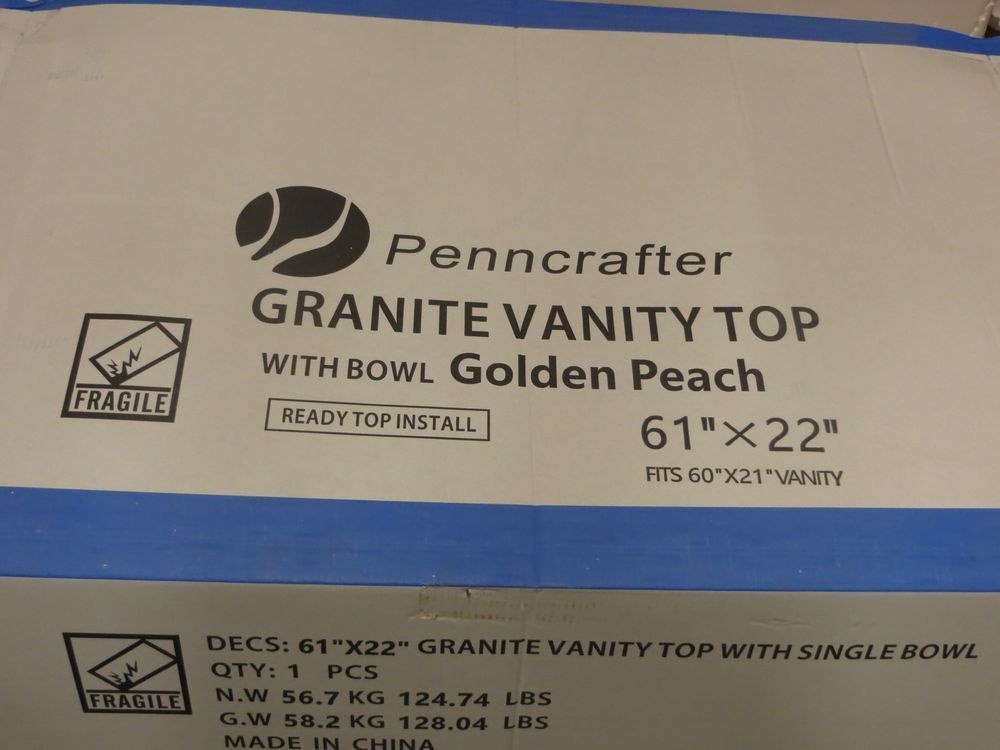 Penncrafter
GRANITE VANITY TOP
WITH BOWL Golden Peach
READY TOP INSTALL
61"×22"
FITS 60"X21"VANITY
FRAGILE
FRAGILE
DECS: 61"X22" GRANITE VANITY TOP WITH SINGLE BOWL
QTY: 1 PCS
N.W 56.7 KG 124.74 LBS
G.W 58.2 KG 128.04 LBS
MADE IN CHINA